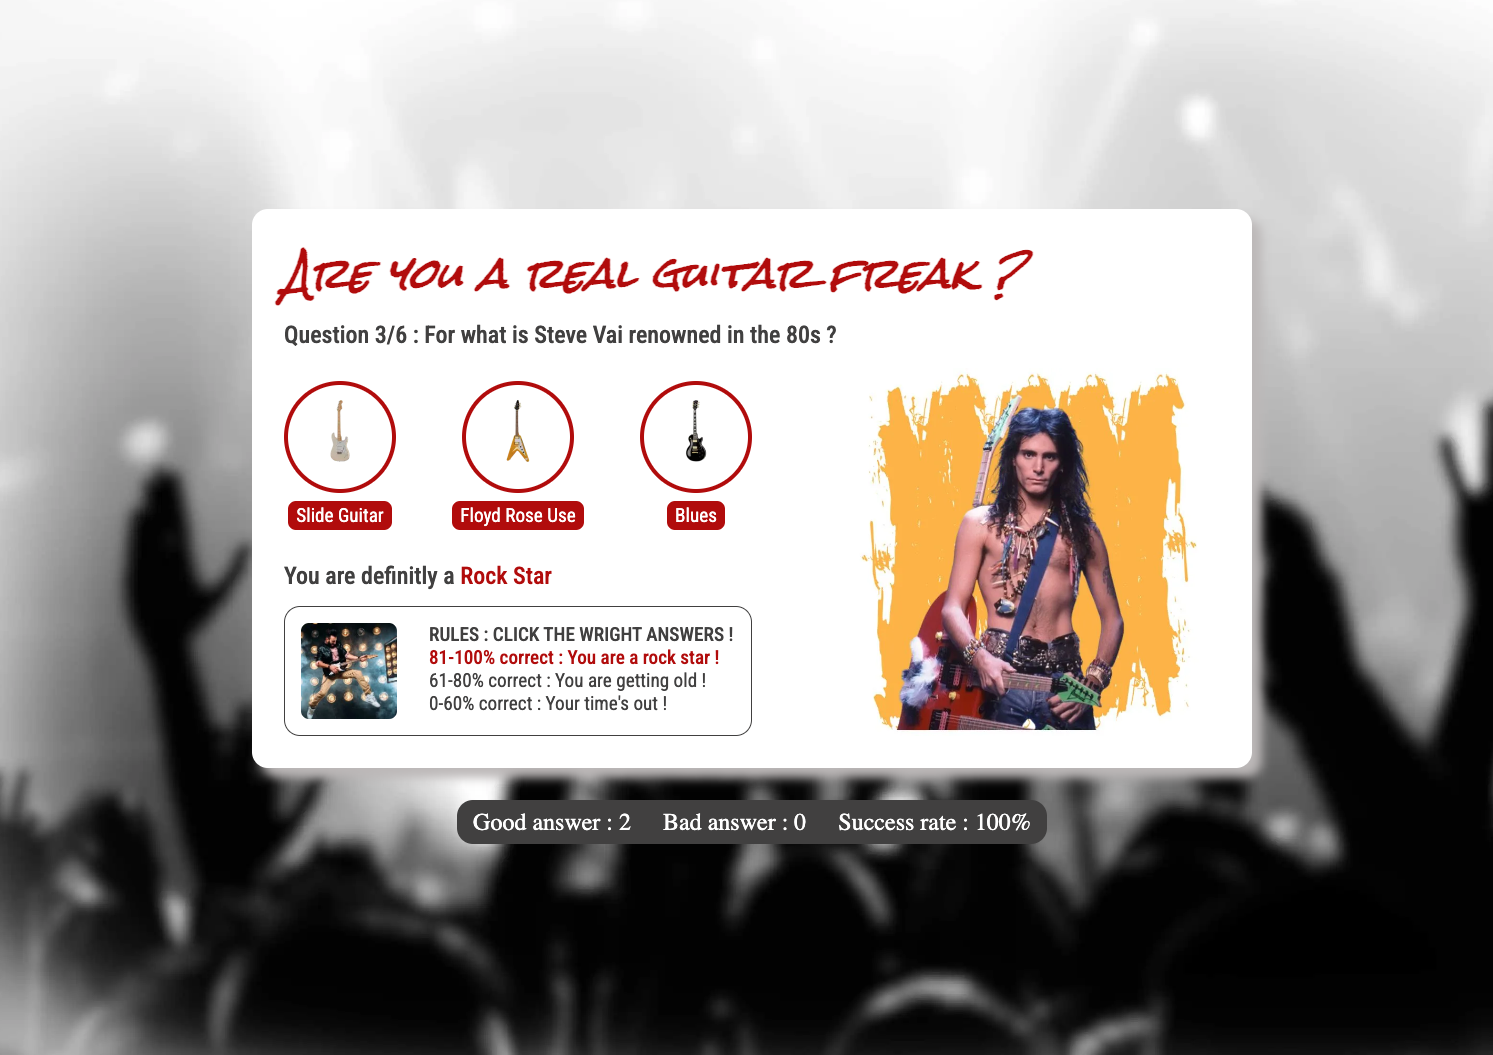 Are you a real guitar freak ?
Question 3/6 : For what is Steve Vai renowned in the 80s ?
Slide Guitar
Floyd Rose Use
Blues
You are definitly a Rock Star
RULES : CLICK THE WRIGHT ANSWERS !
81-100% correct : You are a rock star !
61-80% correct : You are getting old !
0-60% correct : Your time's out !
Good answer : 2 Bad answer : 0 Success rate : 100%